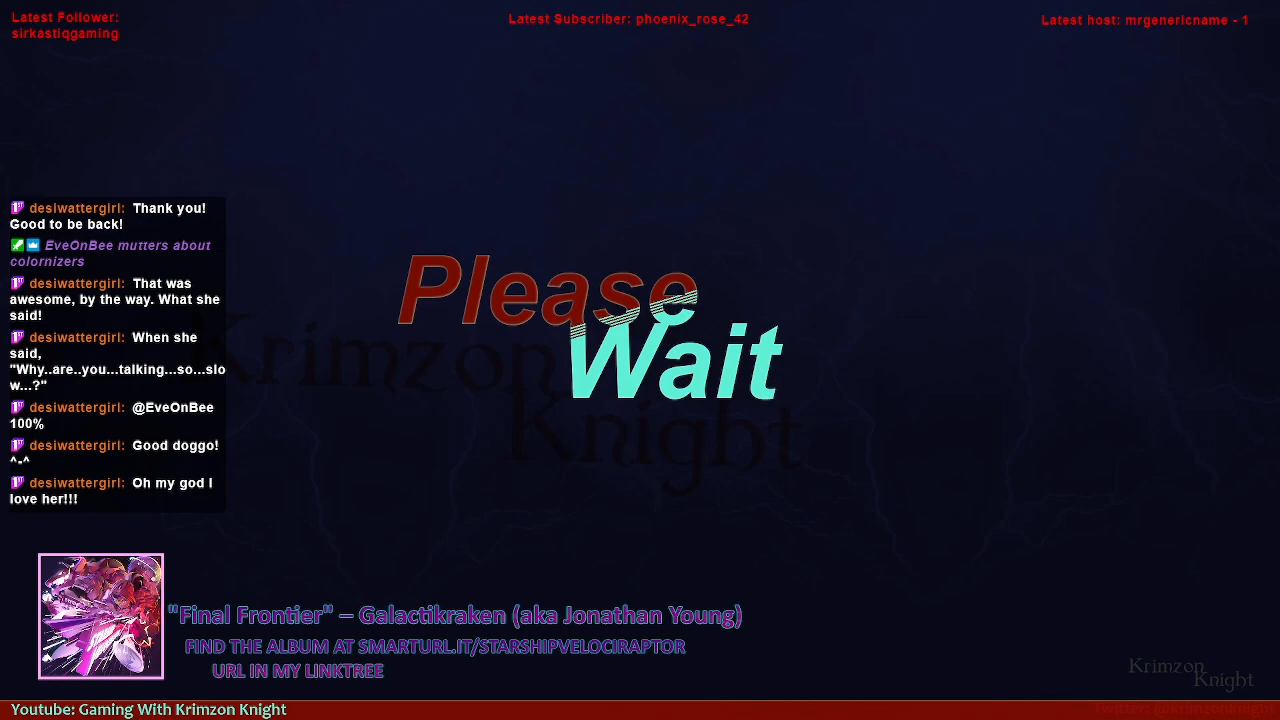 Latest Follower:
sirkastiqgaming
Latest Subscriber: phoenix_rose_42
Latest host: mrgenericname - 1
desiwattergirl: Thank you!
Good to be back!
EveOnBee mutters about
colornizers
desiwattergirl: That was
awesome, by the way. What she
said!
desiwattergirl: When she
said,
"Why..are..you...talking...so...slo
w...?"
desiwattergirl: @EveOnBee
100%
desiwattergirl: Good doggo!
^-^
desiwattergirl: Oh my god I
love her!!!
Please
Wait
Krimzon
Knight
"Final Frontier" – Galactikraken (aka Jonathan Young)
FIND THE ALBUM AT SMARTURL.IT/STARSHIPVELOCIRAPTOR
URL IN MY LINKTREE
Krimzon
Knight
Youtube: Gaming With Krimzon Knight
Twitter: @krimzonknight